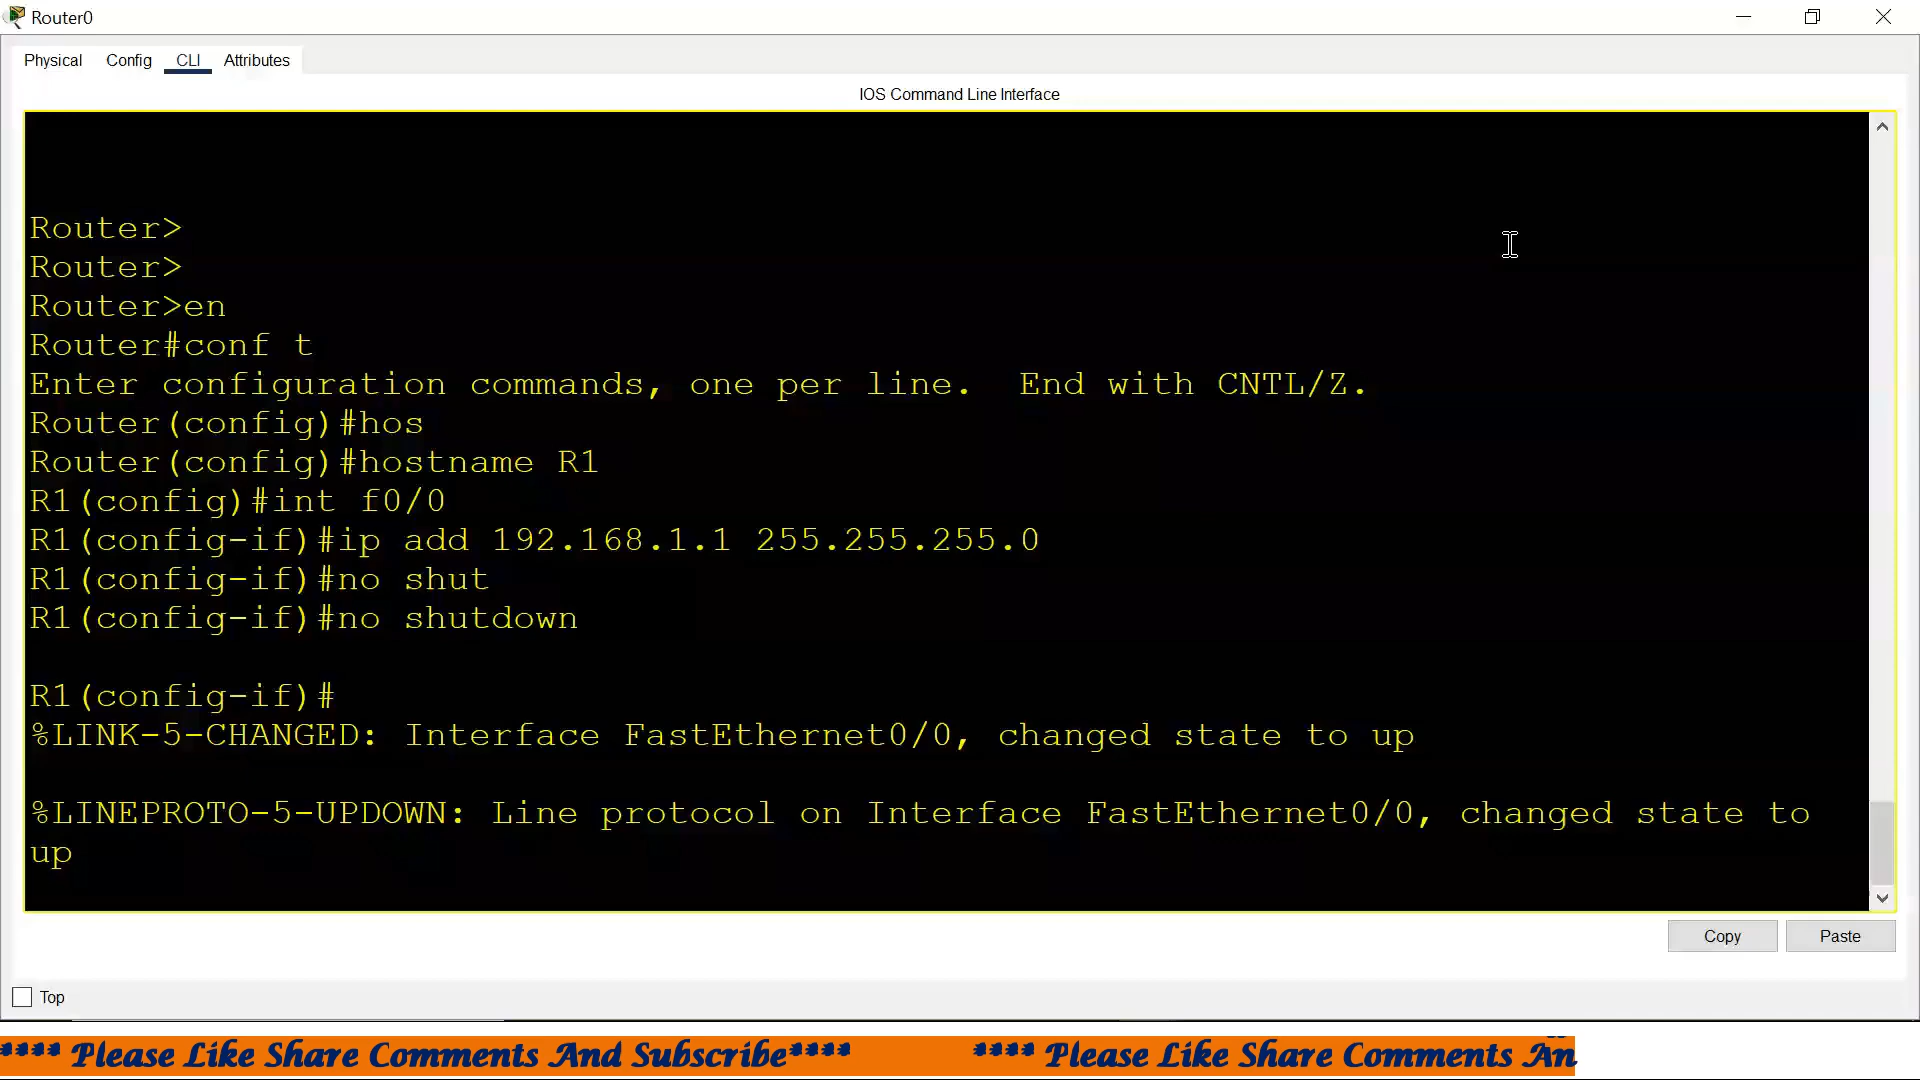 Router0
Physical Config CLI Attributes
IOS Command Line Interface
Router>
Router>
Router>en
Router#conf t
Enter configuration commands, one per line.  End with CNTL/Z.
Router(config)#hos
Router(config)#hostname R1
R1(config)#int f0/0
R1(config-if)#ip add 192.168.1.1 255.255.255.0
R1(config-if)#no shut
R1(config-if)#no shutdown
R1(config-if)#
%LINK-5-CHANGED: Interface FastEthernet0/0, changed state to up
%LINEPROTO-5-UPDOWN: Line protocol on Interface FastEthernet0/0, changed state to
up
Copy Paste
Top
**** Please Like Share Comments And Subscribe**** **** Please Like Share Comments An